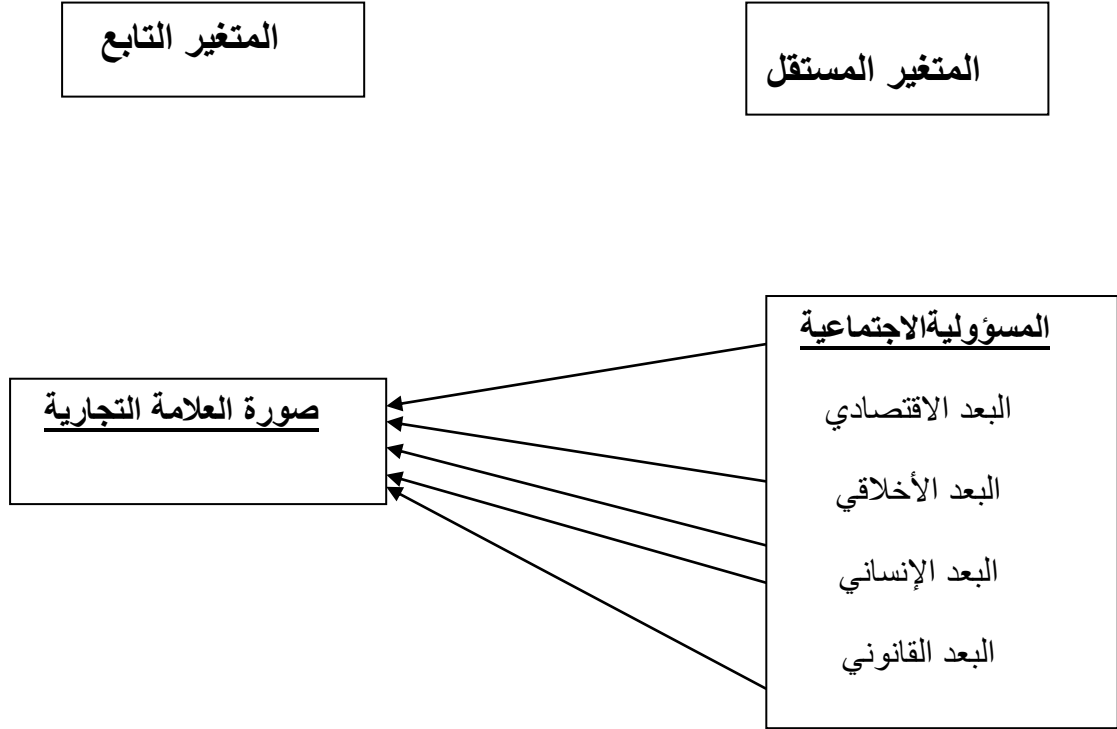 المتغير المستقل
المتغير التابع
المسؤوليةالاجتماعية
البعد الاقتصادي
البعد الأخلاقي
البعد الإنساني
البعد القانوني
صورة العلامة التجارية